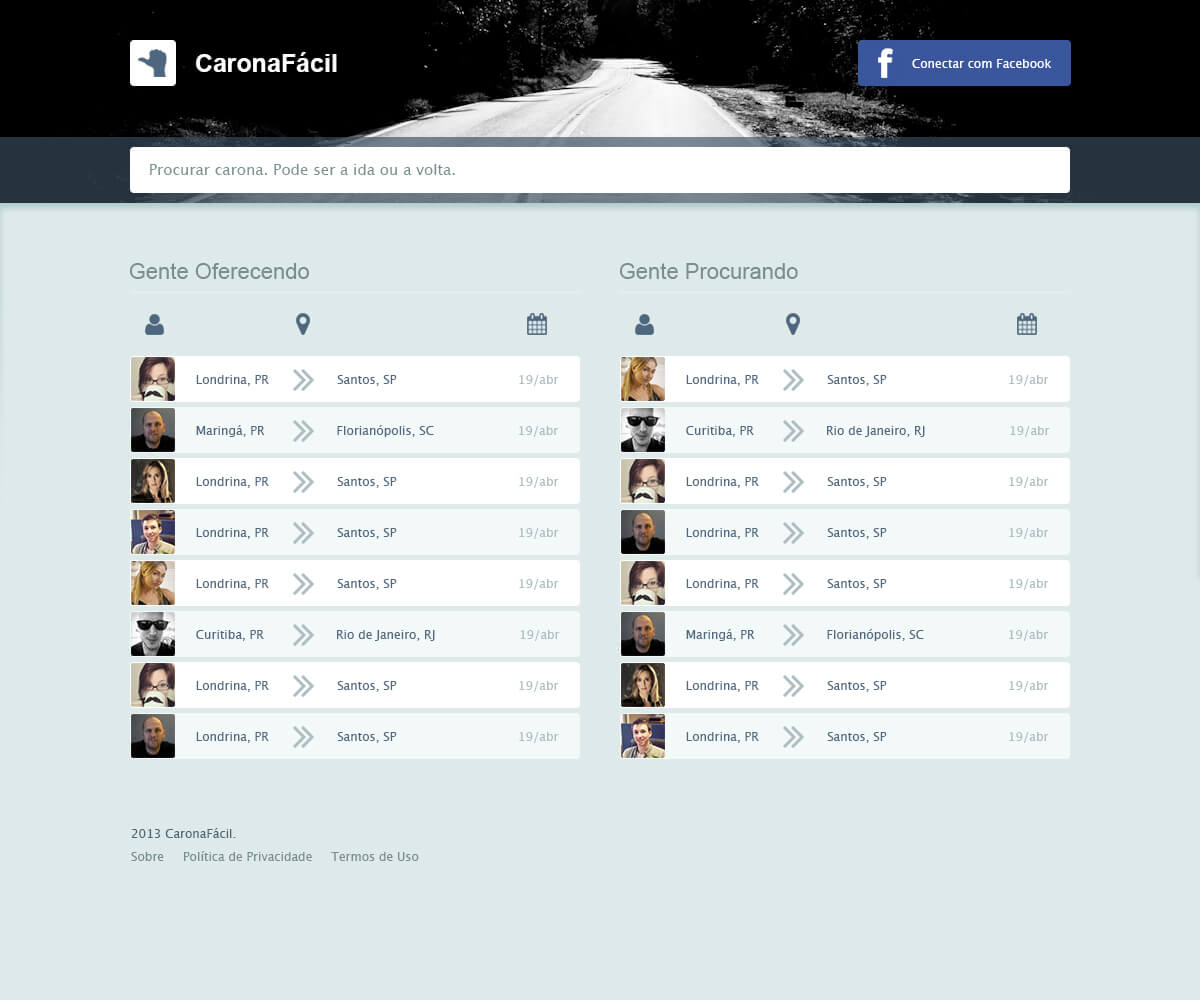 CaronaFácil
Conectar com Facebook
Procurar carona. Pode ser a ida ou a volta.
Gente Oferecendo
Londrina, PR Santos, SP 19/abr
Maringá, PR Florianópolis, SC 19/abr
Londrina, PR Santos, SP 19/abr
Londrina, PR Santos, SP 19/abr
Londrina, PR Santos, SP 19/abr
Curitiba, PR Rio de Janeiro, RJ 19/abr
Londrina, PR Santos, SP 19/abr
Londrina, PR Santos, SP 19/abr
Gente Procurando
Londrina, PR Santos, SP 19/abr
Curitiba, PR Rio de Janeiro, RJ 19/abr
Londrina, PR Santos, SP 19/abr
Londrina, PR Santos, SP 19/abr
Londrina, PR Santos, SP 19/abr
Maringá, PR Florianópolis, SC 19/abr
Londrina, PR Santos, SP 19/abr
Londrina, PR Santos, SP 19/abr
2013 CaronaFácil.
Sobre Política de Privacidade Termos de Uso